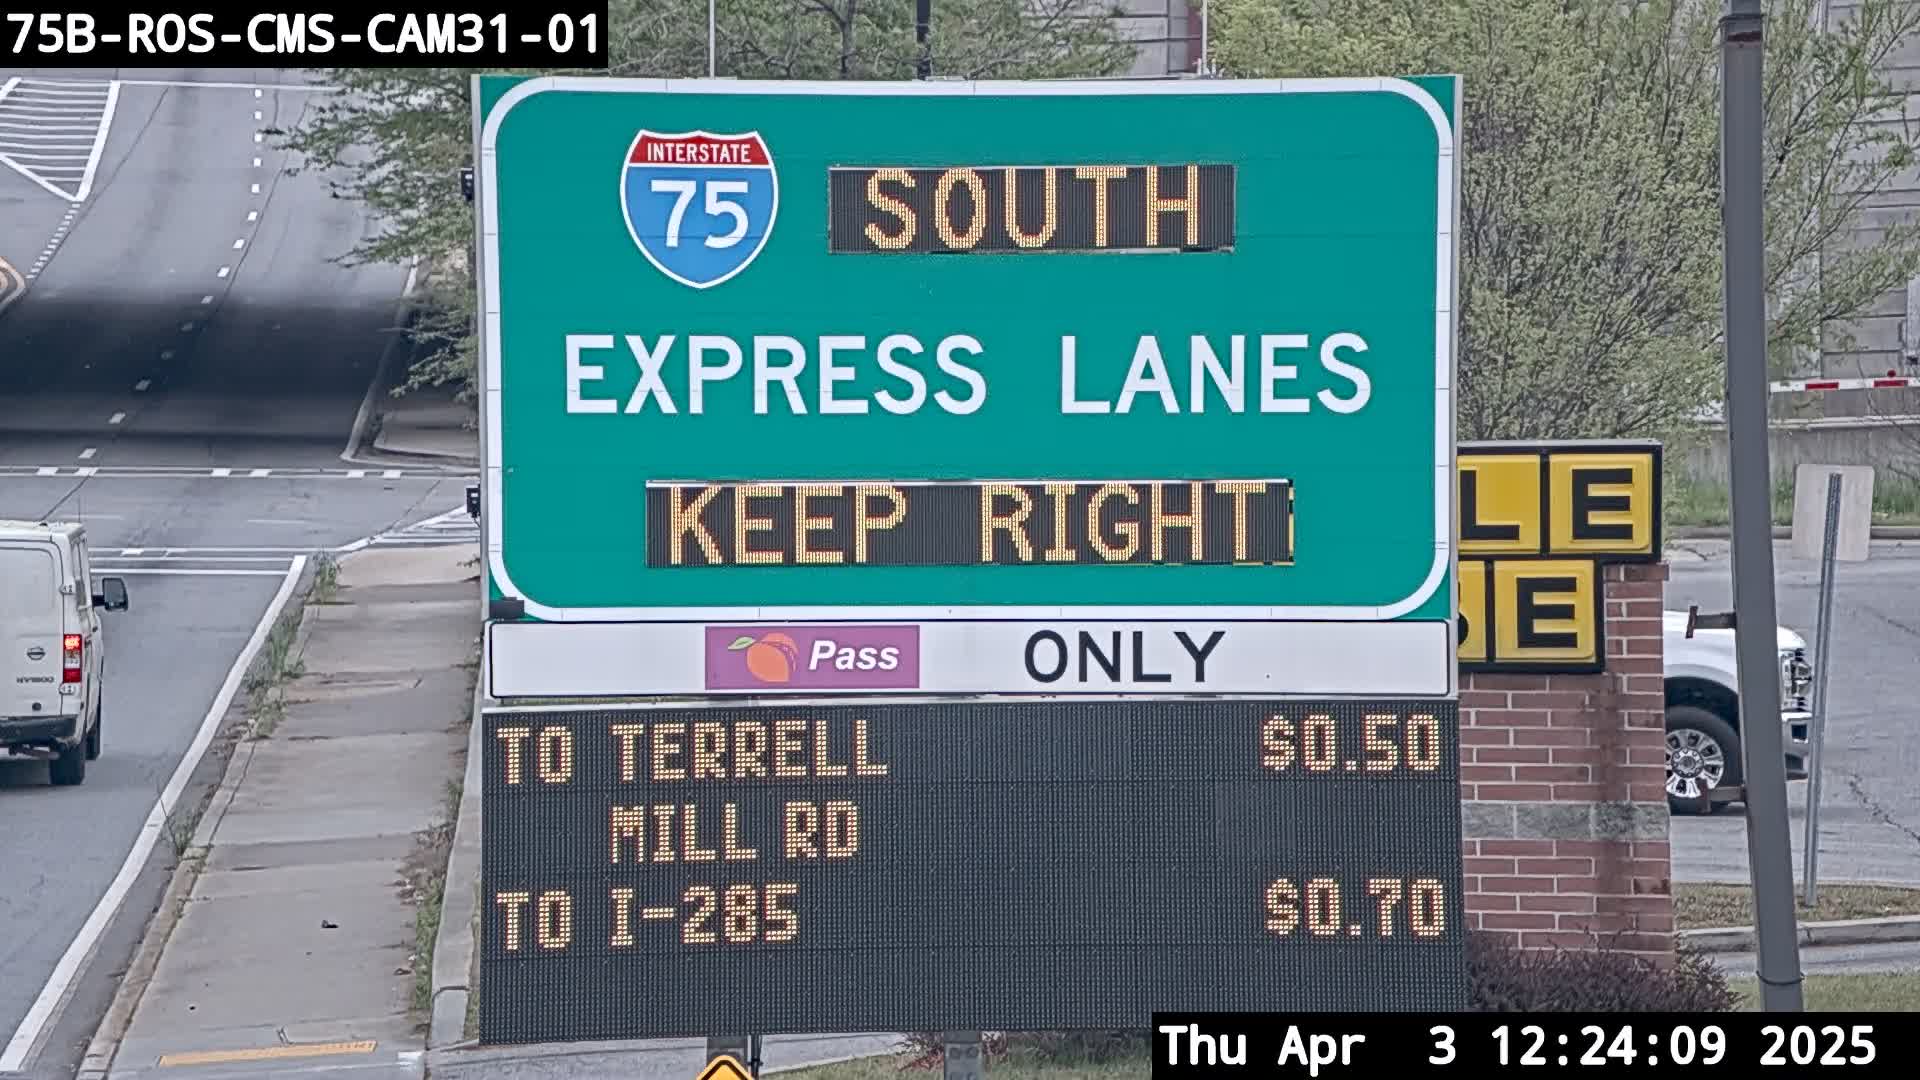 75B-ROS-CMS-CAM31-01
INTERSTATE
75
SOUTH
EXPRESS LANES
KEEP RIGHT
Pass ONLY
TO TERRELL $0.50
MILL RD
TO I-285 $0.70
LE
E
Thu Apr 3 12:24:09 2025